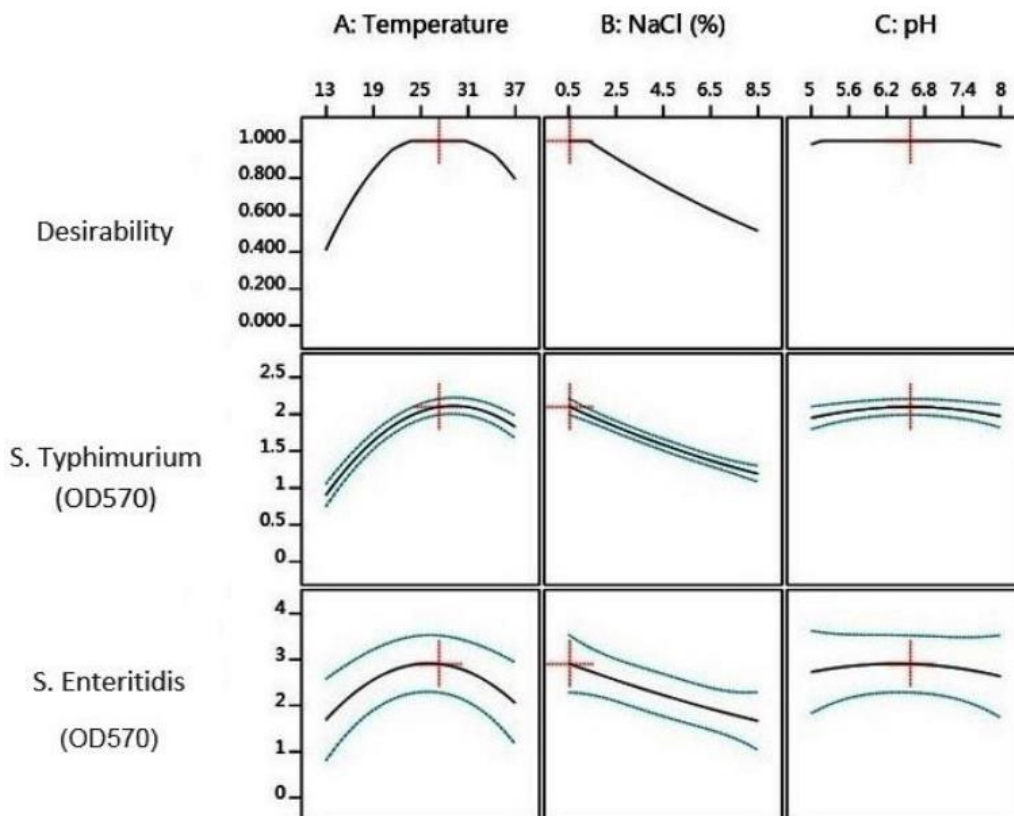 A: Temperature B: NaCl (%) C: pH
13 19 25 31 37 0.5 2.5 4.5 6.5 8.5 5 5.6 6.2 6.8 7.4 8
Desirability
1.000
0.800
0.600
0.400
0.200
0.000
S. Typhimurium
(OD570)
2.5
2
1.5
1
0.5
0
S. Enteritidis
(OD570)
4
3
2
1
0